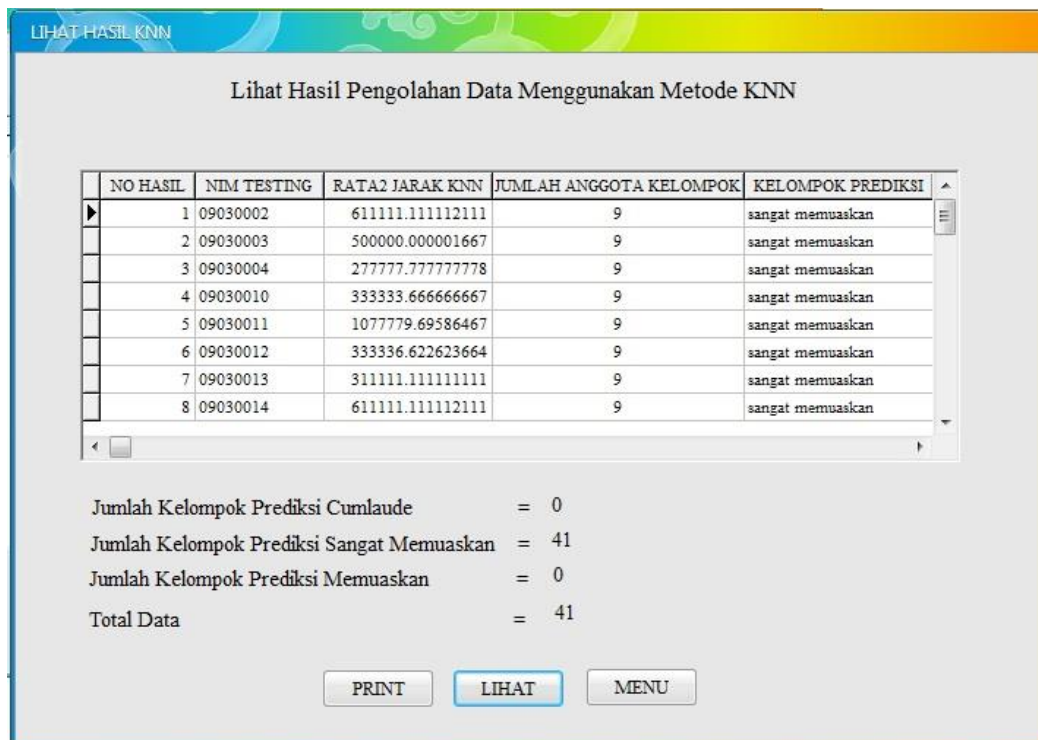 LIHAT HASIL KNN
Lihat Hasil Pengolahan Data Menggunakan Metode KNN
NO HASIL NIM TESTING RATA2 JARAK KNN JUMLAH ANGGOTA KELOMPOK KELOMPOK PREDIKSI
1 09030002 611111.111112111 9 sangat memuaskan
2 09030003 500000.000001667 9 sangat memuaskan
3 09030004 277777.777777778 9 sangat memuaskan
4 09030010 333333.666666667 9 sangat memuaskan
5 09030011 1077779.69586467 9 sangat memuaskan
6 09030012 333336.622623664 9 sangat memuaskan
7 09030013 311111.111111111 9 sangat memuaskan
8 09030014 611111.111112111 9 sangat memuaskan
Jumlah Kelompok Prediksi Cumlaude = 0
Jumlah Kelompok Prediksi Sangat Memuaskan = 41
Jumlah Kelompok Prediksi Memuaskan = 0
Total Data = 41
PRINT LIHAT MENU